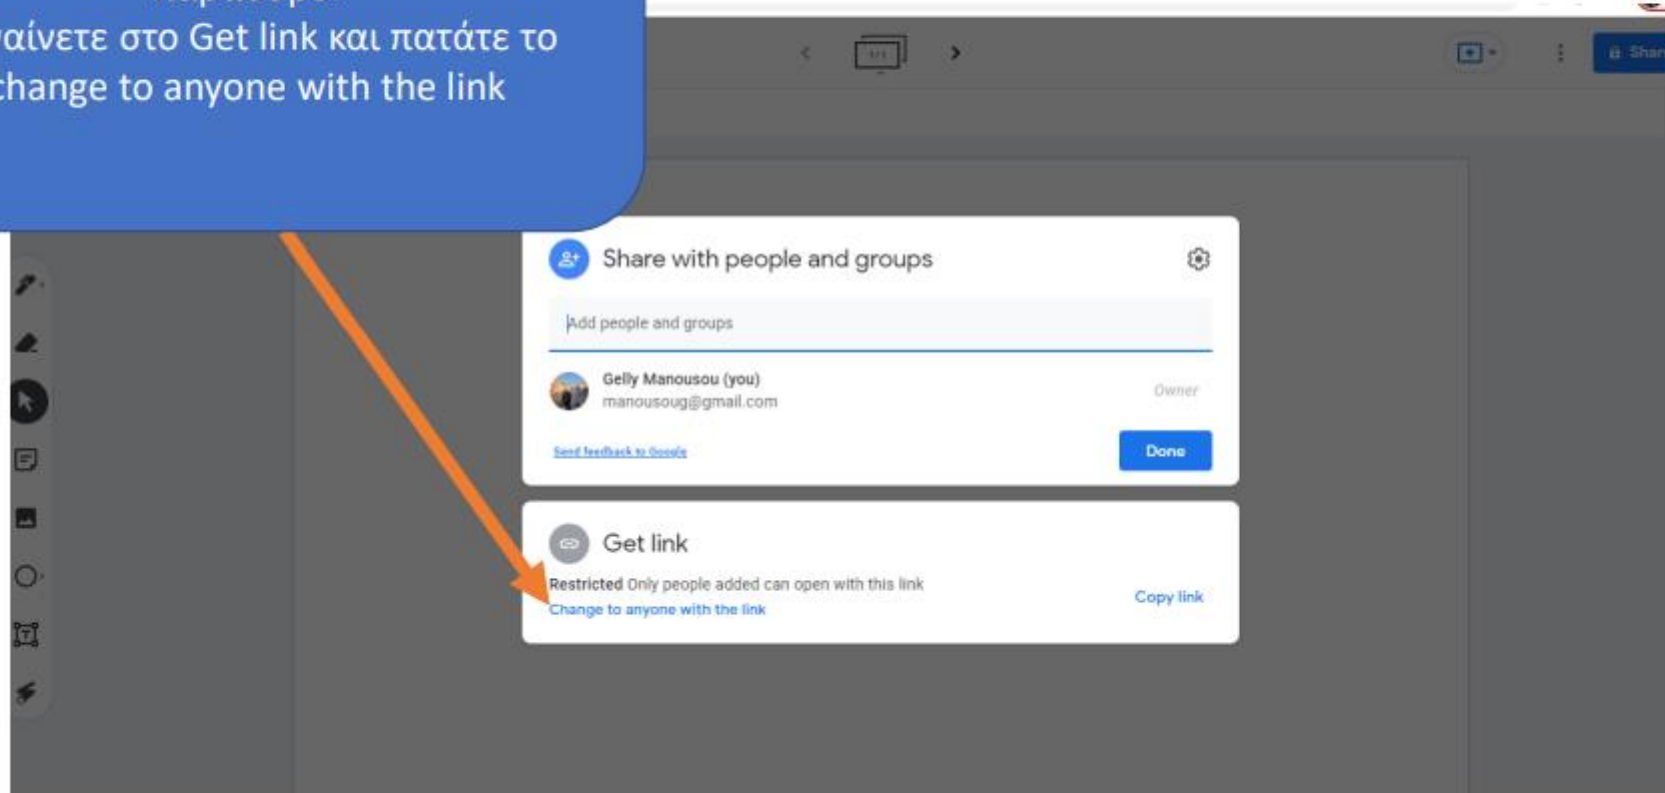 στο Get link και πατάτε το
to anyone with the link
Share with people and groups
Add people and groups
Gelly Manousou (you)
manousoug@gmail.com
Owner
Send feedback to Google
Done
Get link
Restricted Only people added can open with this link
Change to anyone with the link
Copy link